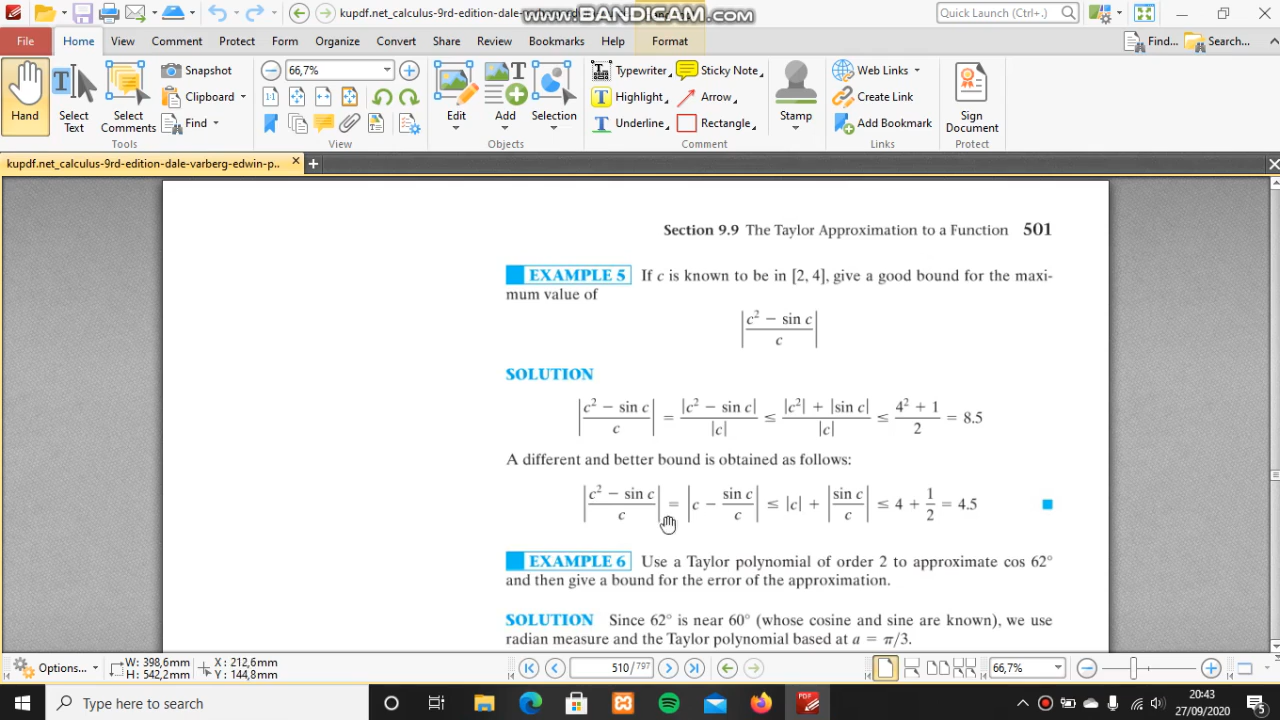 kupdf.net_calculus-9rd-edition-dale-
www.BANDICAM.com
Quick Launch (Ctrl+.)
File Home View Comment Protect Form Organize Convert Share Review Bookmarks Help Format Find... Search...
Hand
Select Text
Select Comments
Snapshot
Clipboard
Find
Tools
66,7%
1:1
View
Edit
Add
Selection
Objects
Typewriter
Highlight
Underline
Sticky Note
Arrow
Rectangle
Stamp
Comment
Web Links
Create Link
Add Bookmark
Links
Sign Document
Protect
kupdf.net_calculus-9rd-edition-dale-varberg-edwin-p..
Section 9.9 The Taylor Approximation to a Function 501
EXAMPLE 5 If c is known to be in [2, 4], give a good bound for the maxi-
mum value of
|(c² − sin c)/c|
SOLUTION
|(c² − sin c)/c| = |c² − sin c|/|c| ≤ (|c²| + |sin c|)/|c| ≤ (4² + 1)/2 = 8.5
A different and better bound is obtained as follows:
|(c² − sin c)/c| = |c − (sin c)/c| ≤ |c| + |(sin c)/c| ≤ 4 + 1/2 = 4.5
EXAMPLE 6 Use a Taylor polynomial of order 2 to approximate cos 62°
and then give a bound for the error of the approximation.
SOLUTION Since 62° is near 60° (whose cosine and sine are known), we use
radian measure and the Taylor polynomial based at a = π/3.
Options...
W: 398,6mm
H: 542,2mm
X: 212,6mm
Y: 144,8mm
510 / 797
66,7%
Type here to search
PDF
20:43
27/09/2020
5